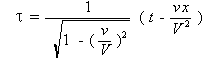 τ = 1 / √(1 - (v/V)²) (t - vx/V²)